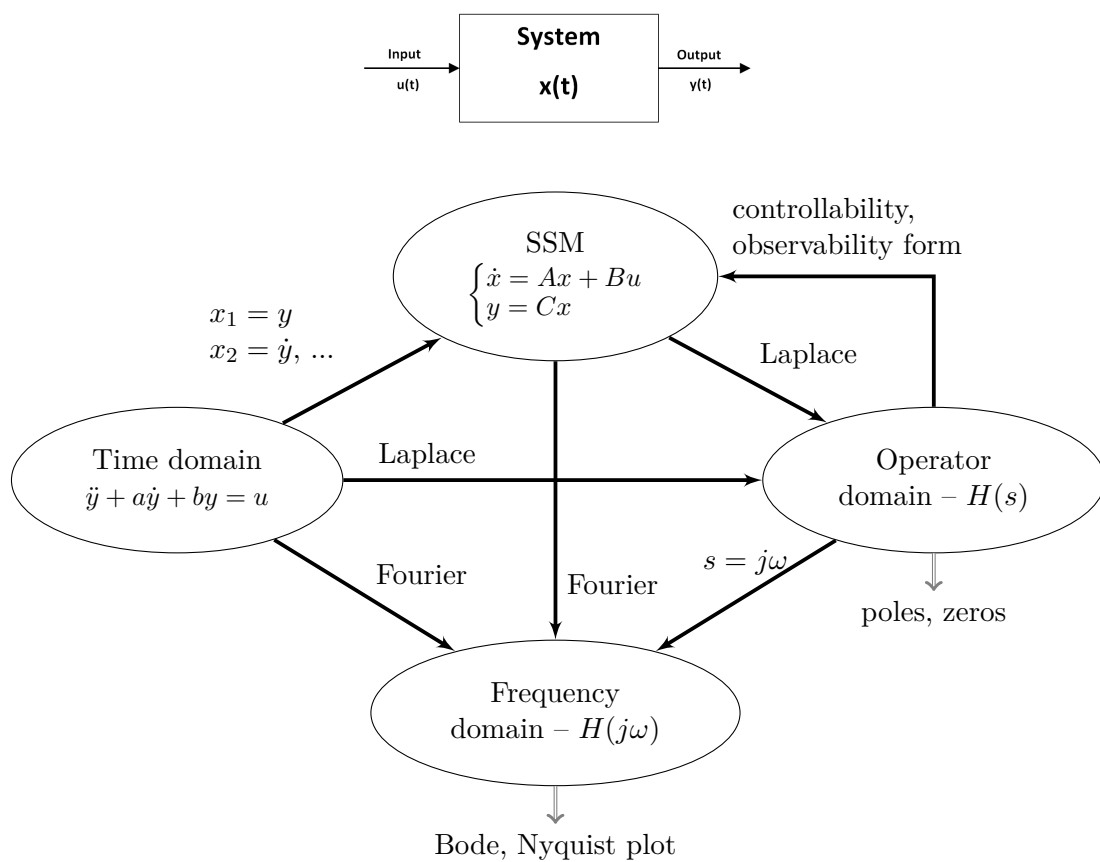 System
Input
Output
x(t)
u(t)
y(t)
controllability,
observability form
SSM
{ẋ = Ax + Bu
y = Cx
x₁ = y
x₂ = ẏ, ...
Laplace
Time domain
ÿ + aẏ + by = u
Laplace
Operator
domain – H(s)
Fourier
Fourier
s = jω
poles, zeros
Frequency
domain – H(jω)
Bode, Nyquist plot